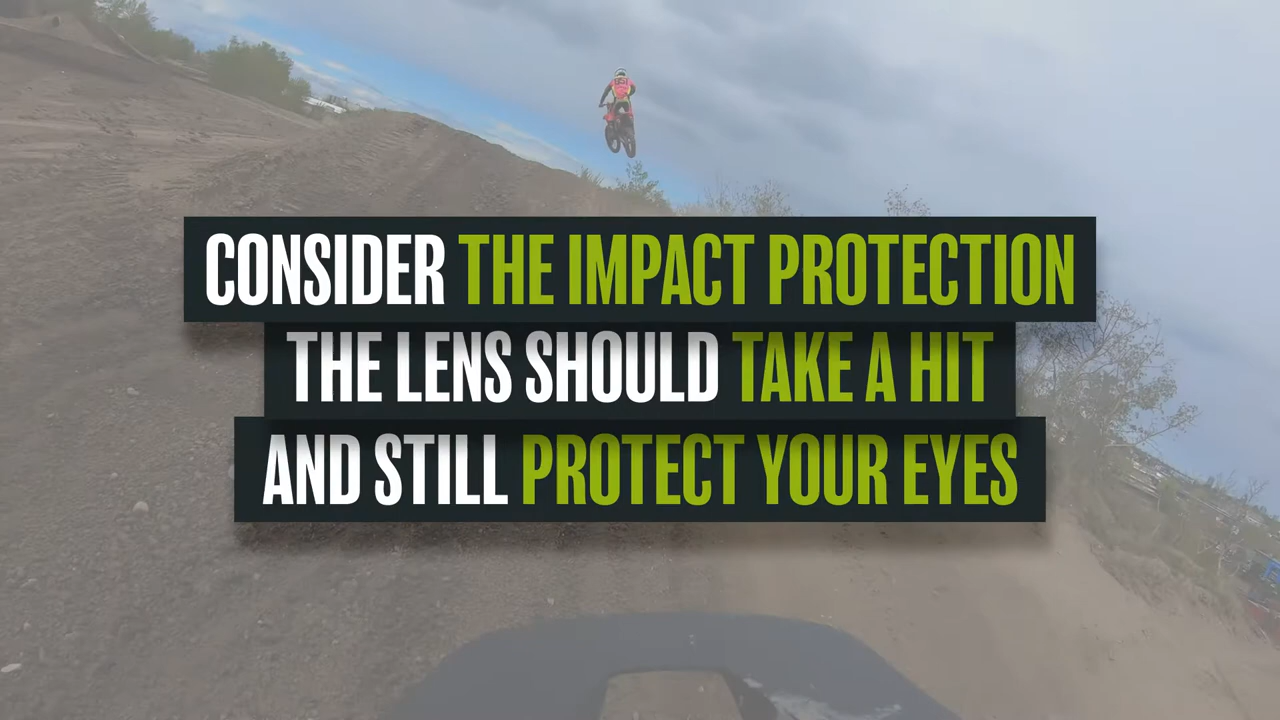 CONSIDER THE IMPACT PROTECTION
THE LENS SHOULD TAKE A HIT
AND STILL PROTECT YOUR EYES